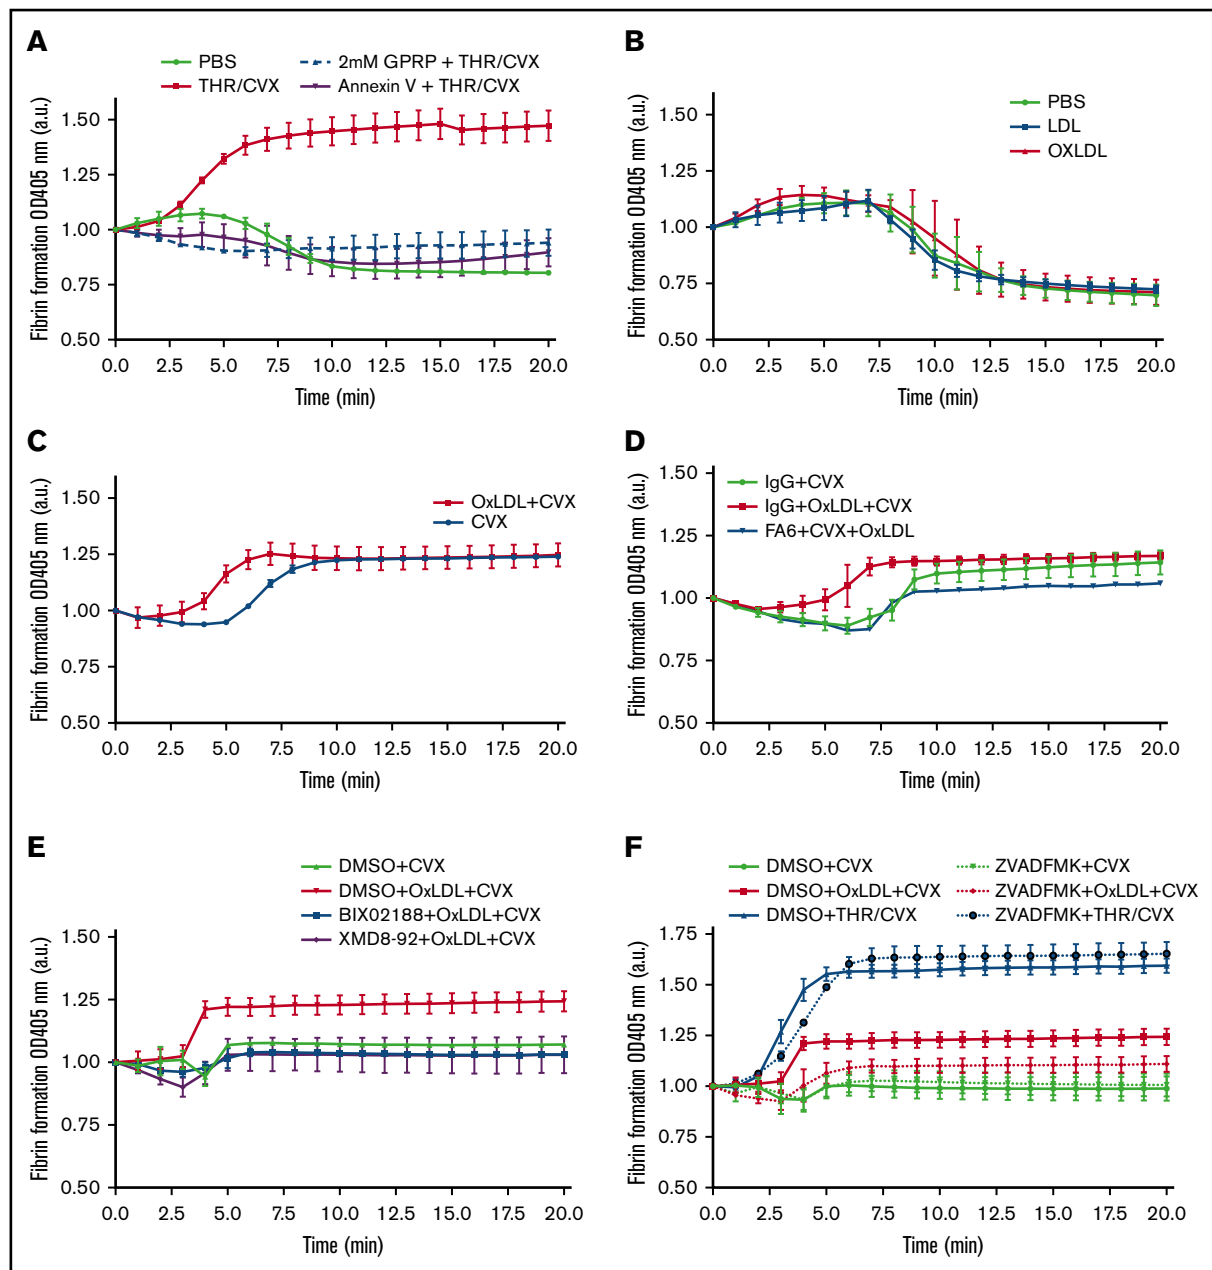 A
PBS
2mM GPRP + THR/CVX
THR/CVX
Annexin V + THR/CVX
Fibrin formation OD405 nm (a.u.)
1.50
1.25
1.00
0.75
0.50
0.0 2.5 5.0 7.5 10.0 12.5 15.0 17.5 20.0
Time (min)
B
PBS
LDL
OXLDL
Fibrin formation OD405 nm (a.u.)
1.50
1.25
1.00
0.75
0.50
0.0 2.5 5.0 7.5 10.0 12.5 15.0 17.5 20.0
Time (min)
C
OxLDL+CVX
CVX
Fibrin formation OD405 nm (a.u.)
1.50
1.25
1.00
0.75
0.50
0.0 2.5 5.0 7.5 10.0 12.5 15.0 17.5 20.0
Time (min)
D
IgG+CVX
IgG+OxLDL+CVX
FA6+CVX+OxLDL
Fibrin formation OD405 nm (a.u.)
1.50
1.25
1.00
0.75
0.50
0.0 2.5 5.0 7.5 10.0 12.5 15.0 17.5 20.0
Time (min)
E
DMSO+CVX
DMSO+OxLDL+CVX
BIX02188+OxLDL+CVX
XMD8-92+OxLDL+CVX
Fibrin formation OD405 nm (a.u.)
1.50
1.25
1.00
0.75
0.50
0.0 2.5 5.0 7.5 10.0 12.5 15.0 17.5 20.0
Time (min)
F
DMSO+CVX
ZVADFMK+CVX
DMSO+OxLDL+CVX
ZVADFMK+OxLDL+CVX
DMSO+THR/CVX
ZVADFMK+THR/CVX
Fibrin formation OD405 nm (a.u.)
1.75
1.50
1.25
1.00
0.75
0.50
0.0 2.5 5.0 7.5 10.0 12.5 15.0 17.5 20.0
Time (min)